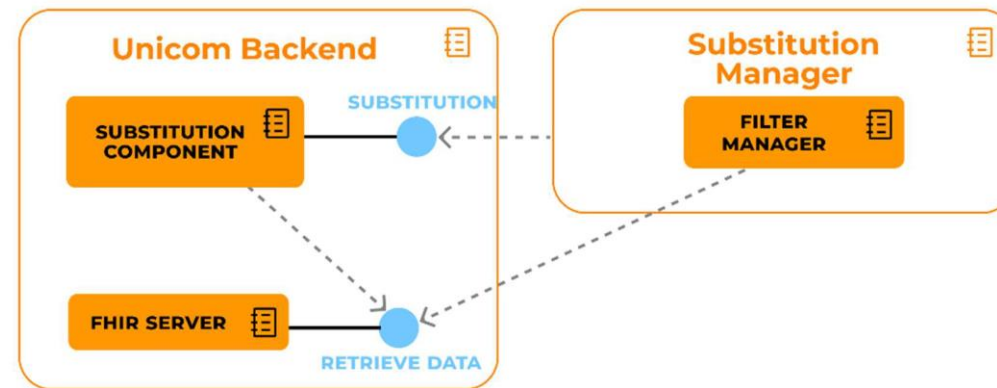 Unicom Backend
SUBSTITUTION
COMPONENT
SUBSTITUTION
FHIR SERVER
RETRIEVE DATA
Substitution
Manager
FILTER
MANAGER